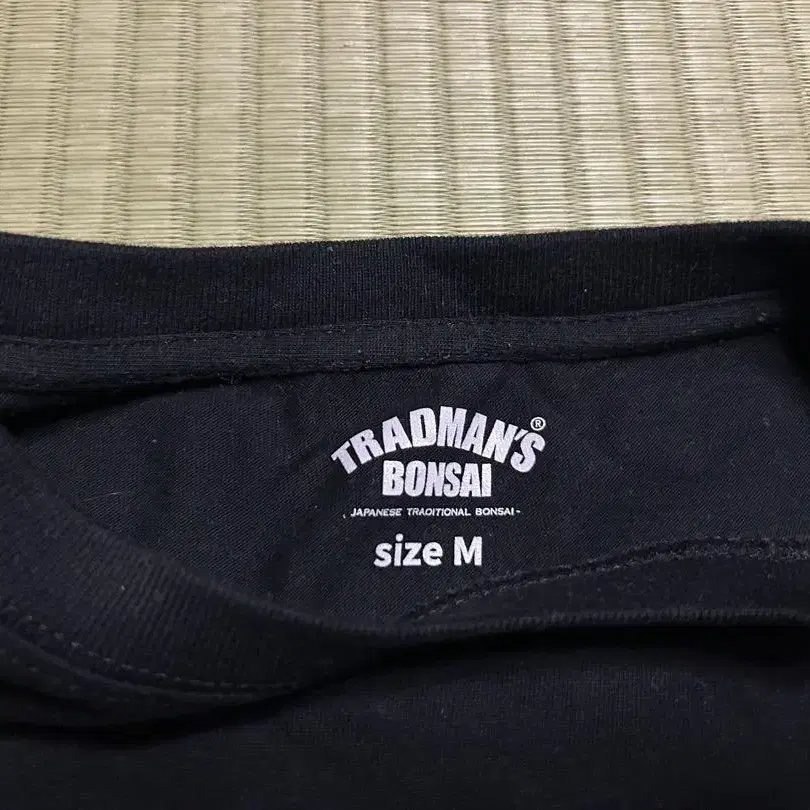 TRADMAN'S®
BONSAI
-JAPANESE TRADITIONAL BONSAI-
size M